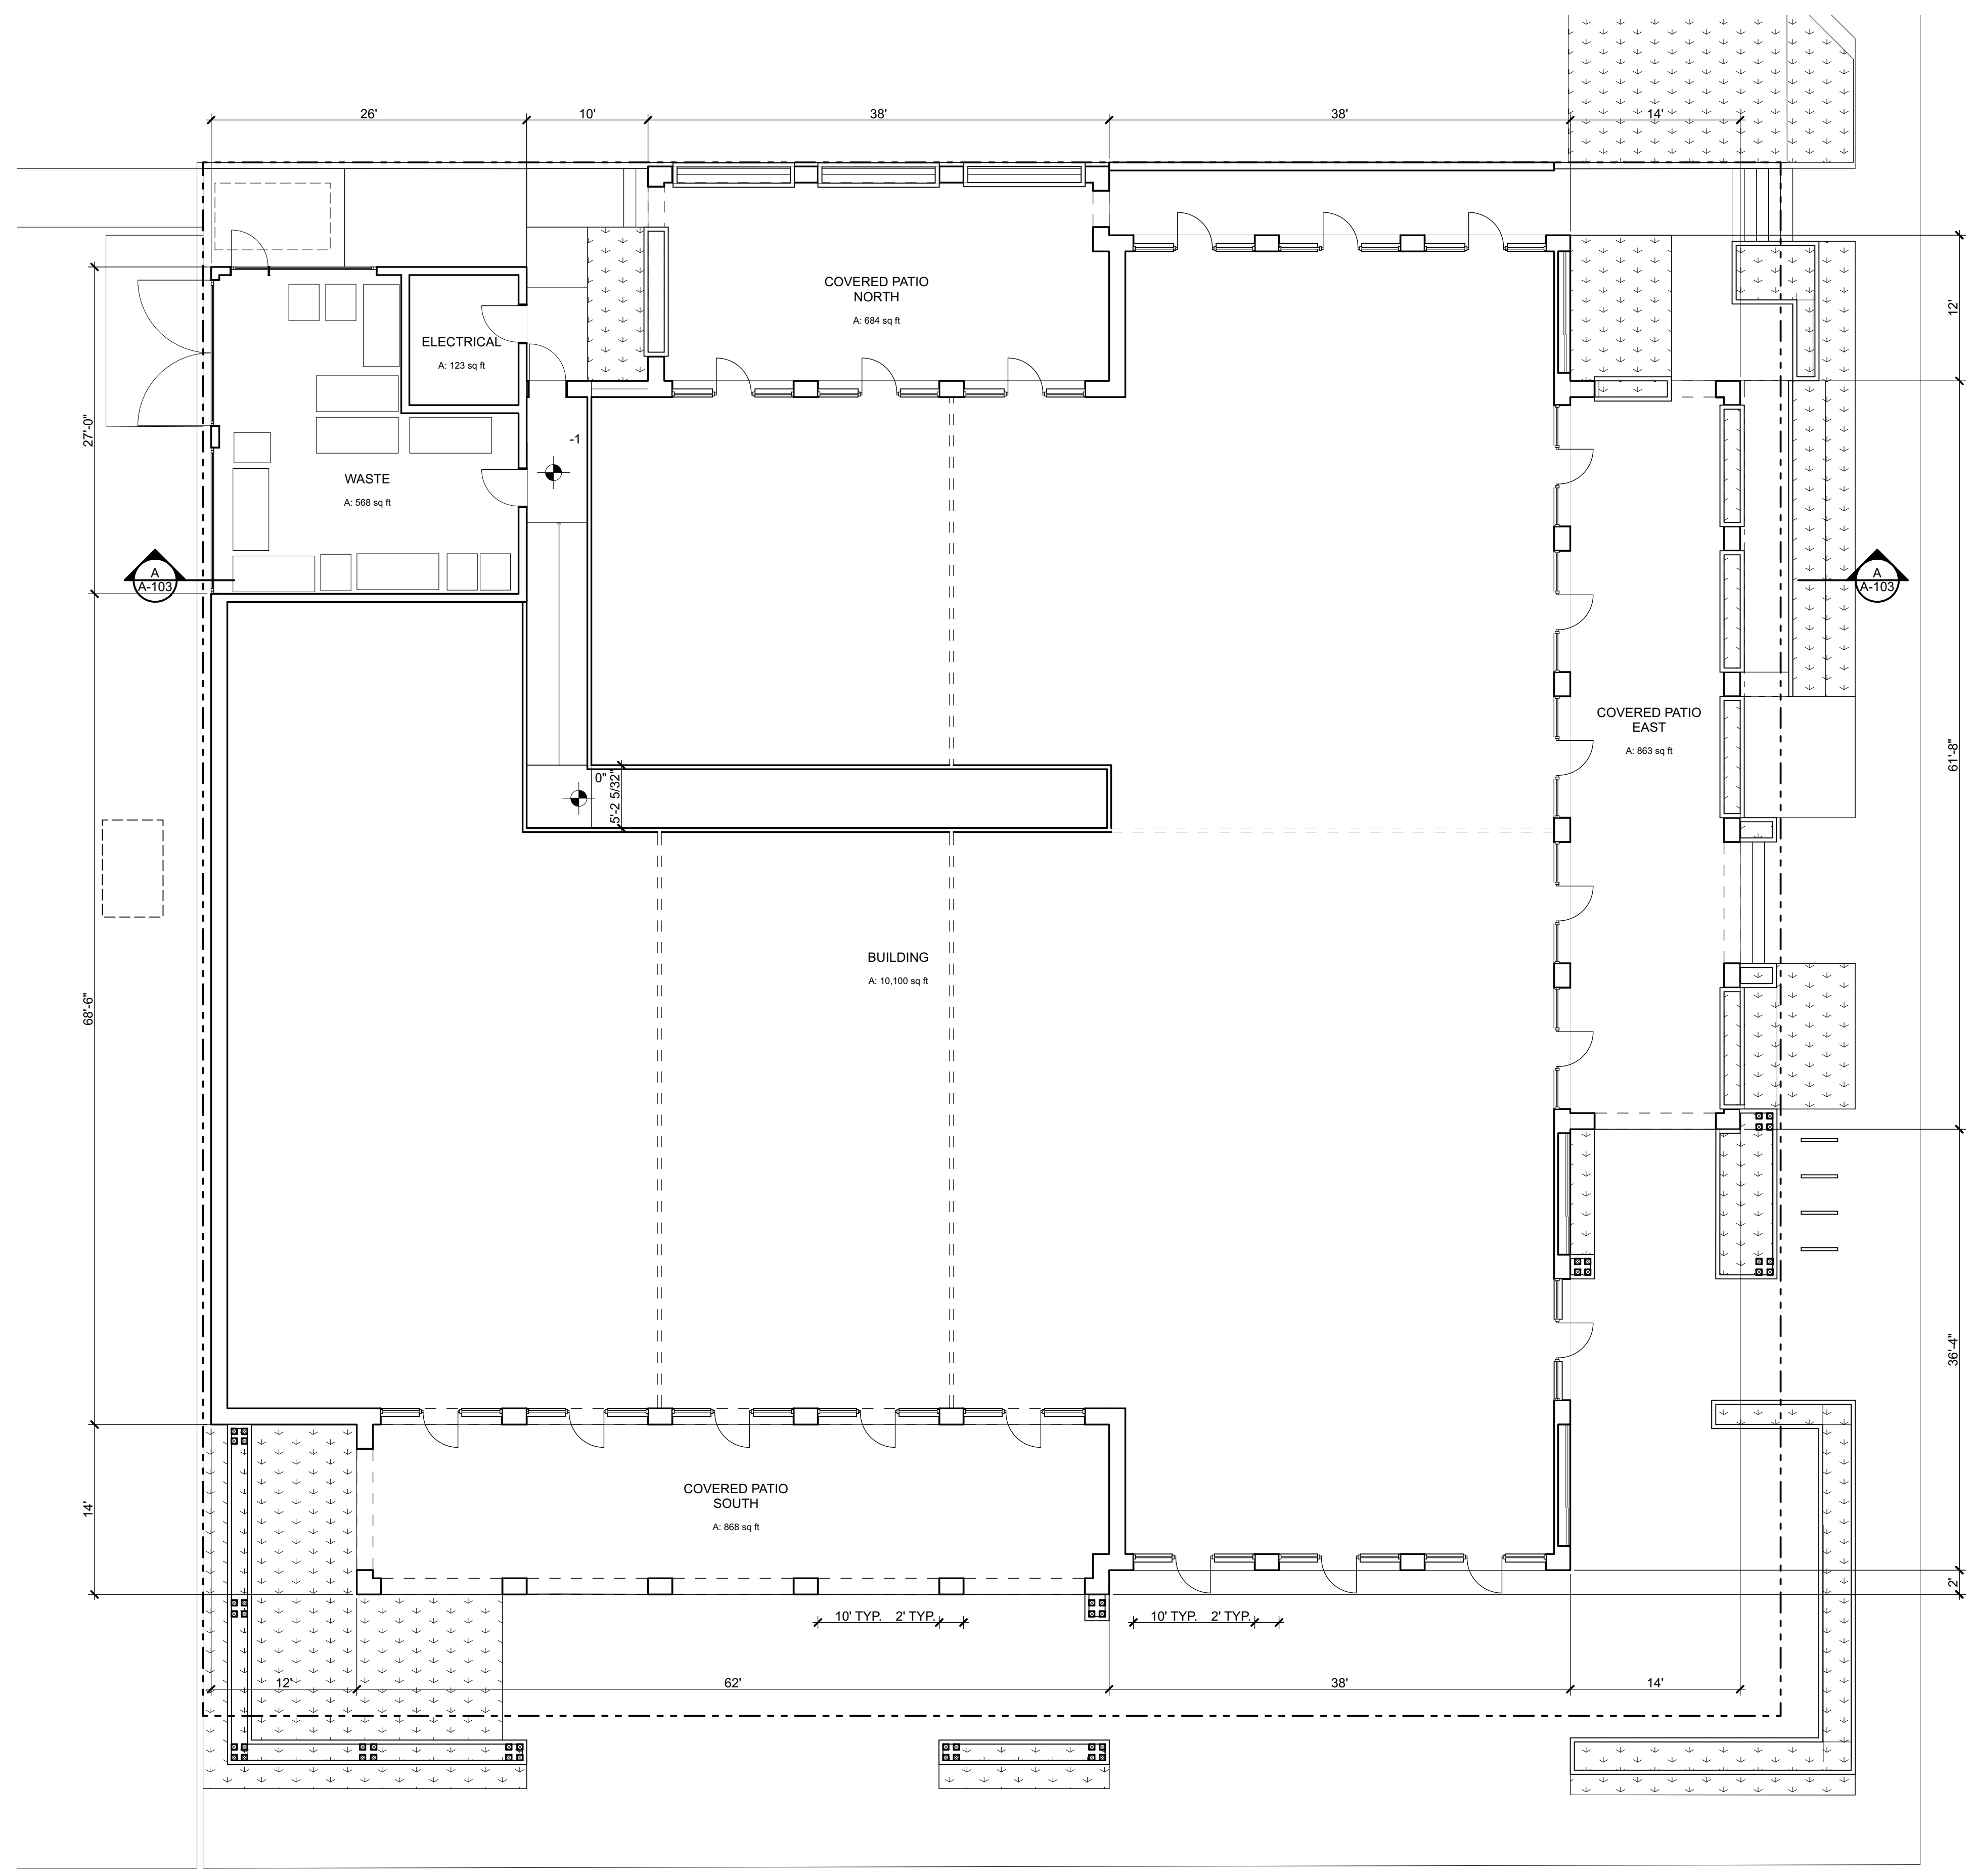 26'
10'
38'
38'
14'
COVERED PATIO
NORTH
A: 684 sq ft
12'
ELECTRICAL
A: 123 sq ft
27'-0"
-1
WASTE
A: 568 sq ft
A
A-103
A
A-103
COVERED PATIO
EAST
A: 863 sq ft
61'-8"
0"
5'-2 5/32"
BUILDING
A: 10,100 sq ft
68'-6"
36'-4"
COVERED PATIO
SOUTH
A: 868 sq ft
14'
2'
10' TYP.
2' TYP.
10' TYP.
2' TYP.
12'
62'
38'
14'